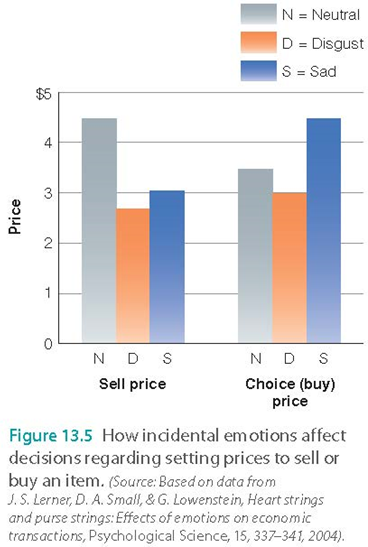 N = Neutral
D = Disgust
S = Sad
$5
4
3
2
1
0
Price
N D S N D S
Sell price Choice (buy)
price
Figure 13.5 How incidental emotions affect
decisions regarding setting prices to sell or
buy an item. (Source: Based on data from
J. S. Lerner, D. A. Small, & G. Lowenstein, Heart strings
and purse strings: Effects of emotions on economic
transactions, Psychological Science, 15, 337–341, 2004).